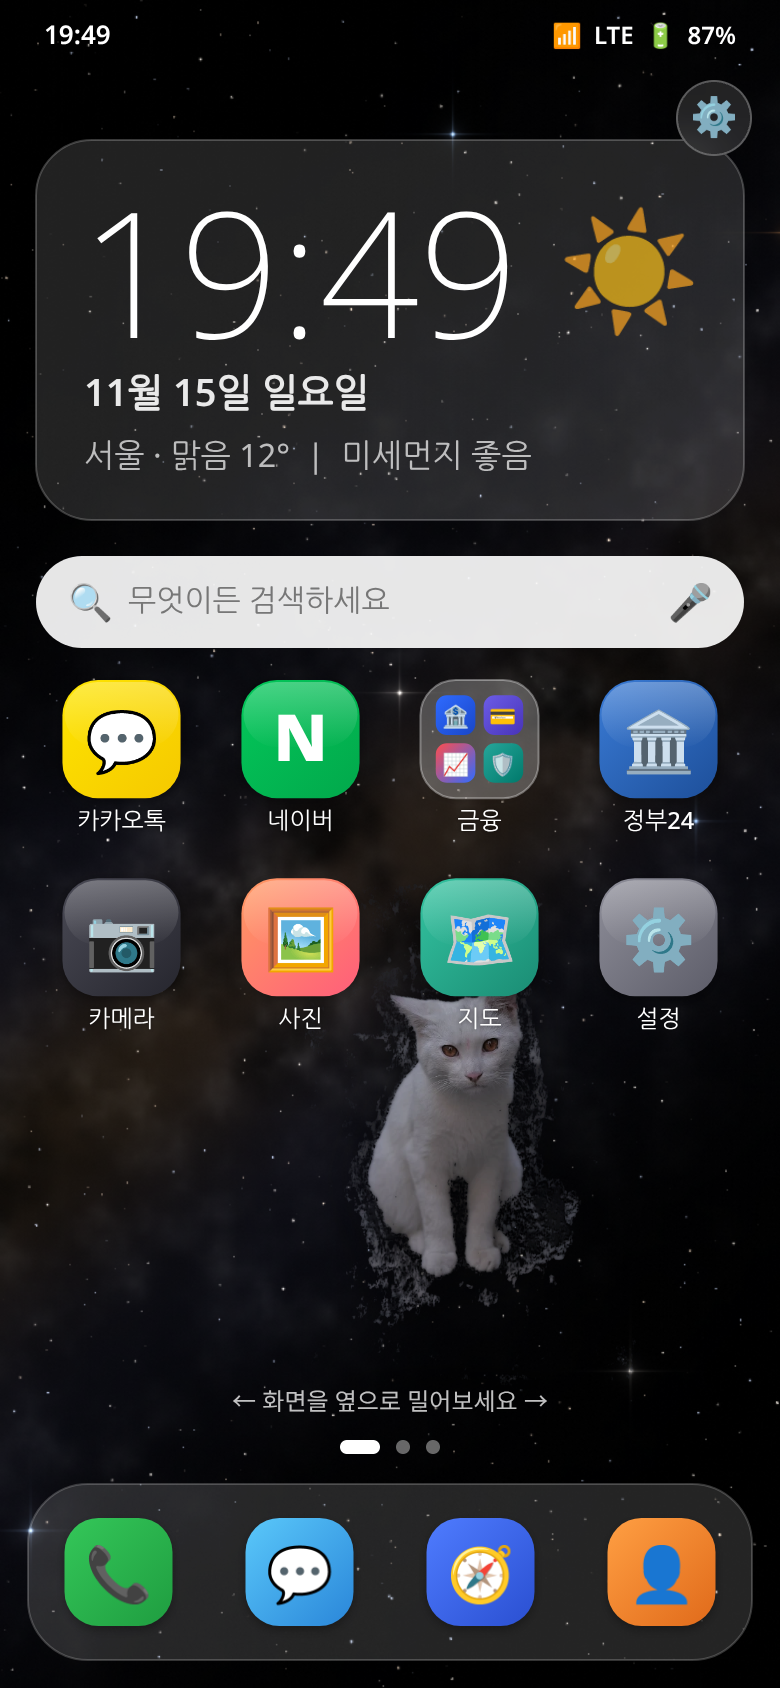 19:49
LTE 87%
19:49
11월 15일 일요일
서울 · 맑음 12° | 미세먼지 좋음
무엇이든 검색하세요
N
카카오톡 네이버 금융 정부24
카메라 사진 지도 설정
← 화면을 옆으로 밀어보세요 →